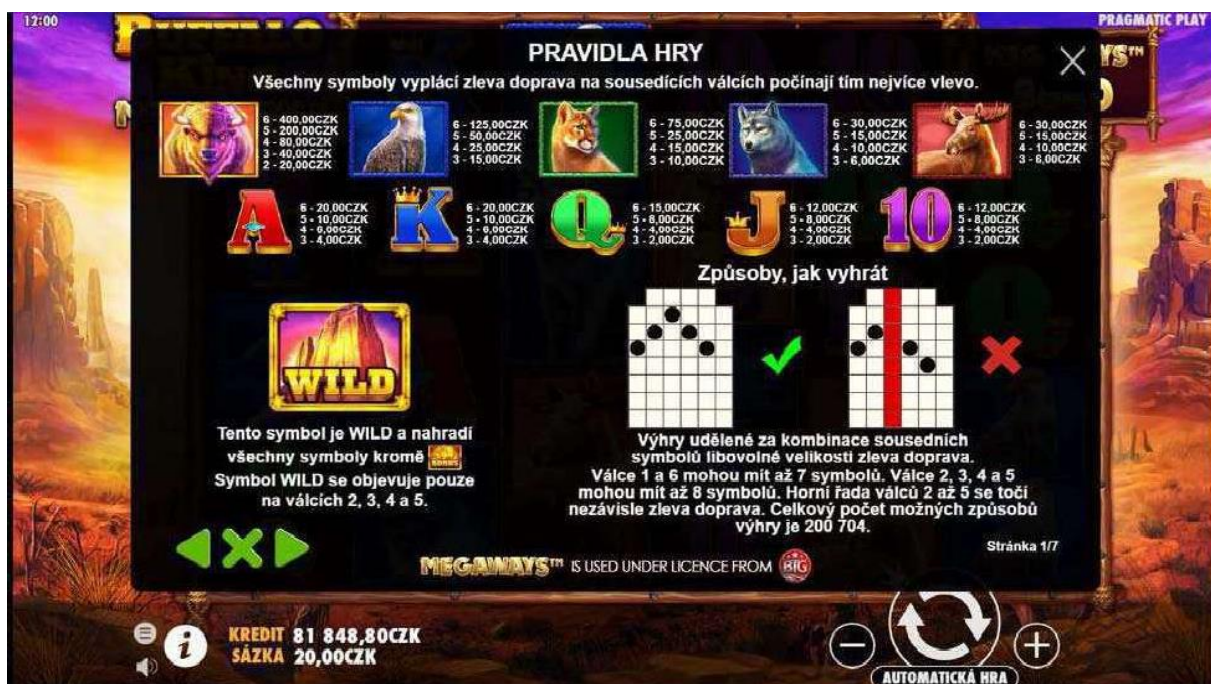 12:00
PRAGMATIC PLAY
BUFFALO
KING
PRAVIDLA HRY
Všechny symboly vyplácí zleva doprava na sousedících válcích počínají tím nejvíce vlevo.
6 - 400,00CZK
5 - 200,00CZK
4 - 80,00CZK
3 - 40,00CZK
2 - 20,00CZK
6 - 125,00CZK
5 - 50,00CZK
4 - 25,00CZK
3 - 15,00CZK
6 - 75,00CZK
5 - 25,00CZK
4 - 15,00CZK
3 - 10,00CZK
6 - 30,00CZK
5 - 15,00CZK
4 - 10,00CZK
3 - 6,00CZK
6 - 30,00CZK
5 - 15,00CZK
4 - 10,00CZK
3 - 6,00CZK
A
6 - 20,00CZK
5 - 10,00CZK
4 - 6,00CZK
3 - 4,00CZK
K
6 - 20,00CZK
5 - 10,00CZK
4 - 6,00CZK
3 - 4,00CZK
Q
6 - 15,00CZK
5 - 8,00CZK
4 - 4,00CZK
3 - 2,00CZK
J
6 - 12,00CZK
5 - 8,00CZK
4 - 4,00CZK
3 - 2,00CZK
10
6 - 12,00CZK
5 - 8,00CZK
4 - 4,00CZK
3 - 2,00CZK
WILD
Tento symbol je WILD a nahradí
všechny symboly kromě BONUS
Symbol WILD se objevuje pouze
na válcích 2, 3, 4 a 5.
Způsoby, jak vyhrát
Výhry udělené za kombinace sousedních
symbolů libovolné velikosti zleva doprava.
Válce 1 a 6 mohou mít až 7 symbolů. Válce 2, 3, 4 a 5
mohou mít až 8 symbolů. Horní řada válců 2 až 5 se točí
nezávisle zleva doprava. Celkový počet možných způsobů
výhry je 200 704.
Stránka 1/7
MEGAWAYS™ IS USED UNDER LICENCE FROM BIG
KREDIT 81 848,80CZK
SÁZKA 20,00CZK
AUTOMATICKÁ HRA